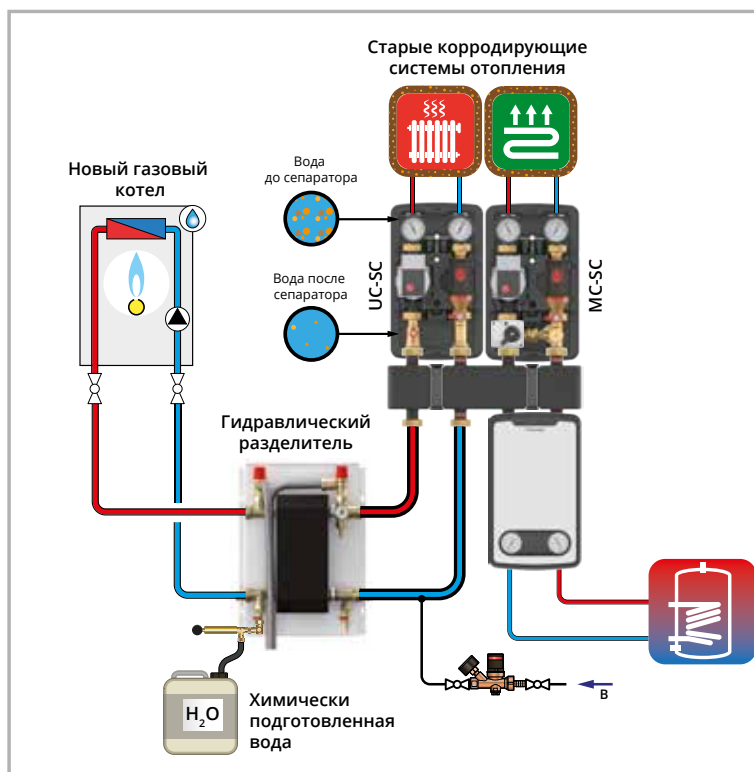 Старые корродирующие
системы отопления
Новый газовый
котел
Вода
до сепаратора
Вода после
сепаратора
UC-SC
MC-SC
Гидравлический
разделитель
H₂O
Химически
подготовленная
вода
В